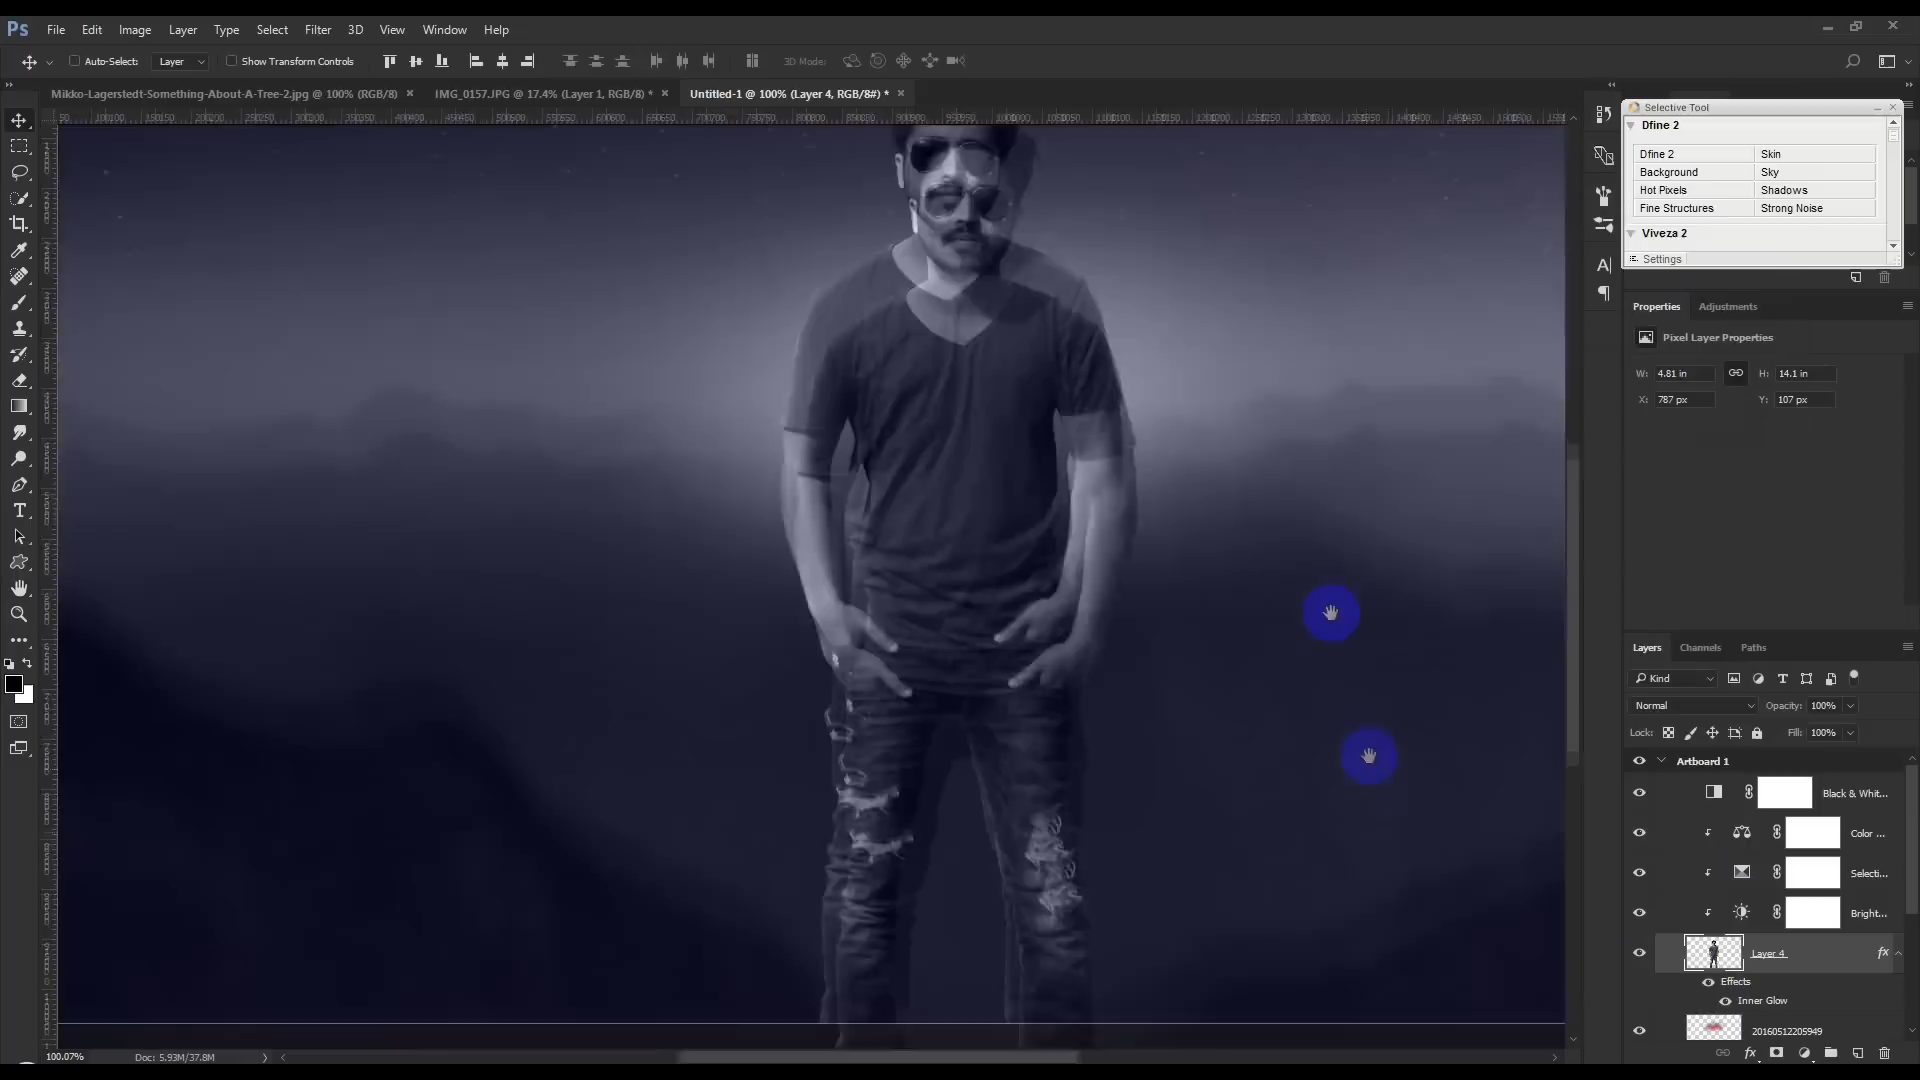 Ps File Edit Image Layer Type Select Filter 3D View Window Help
Auto-Select: Layer Show Transform Controls 3D Mode:
Mikko-Lagerstedt-Something-About-A-Tree-2.jpg @ 100% (RGB/8) × IMG_0157.JPG @ 17.4% (Layer 1, RGB/8) * × Untitled-1 @ 100% (Layer 4, RGB/8#) * ×
Selective Tool
Dfine 2
Dfine 2 Skin
Background Sky
Hot Pixels Shadows
Fine Structures Strong Noise
Viveza 2
Settings
Properties Adjustments
Pixel Layer Properties
W: 4.81 in H: 14.1 in
X: 787 px Y: 107 px
Layers Channels Paths
Kind
Normal Opacity: 100%
Lock: Fill: 100%
Artboard 1
Black & Whit...
Color ...
Selecti...
Bright...
Layer 4 fx
Effects
Inner Glow
20160512205949
100.07% Doc: 5.93M/37.8M
fx